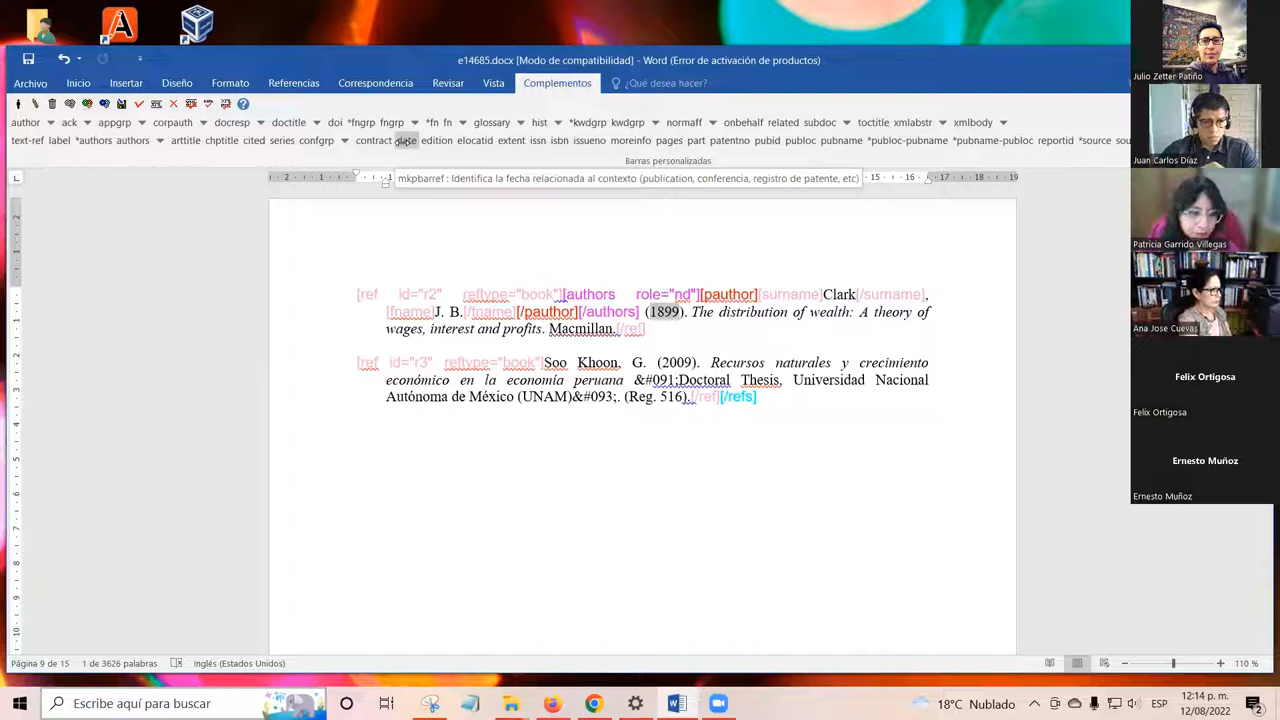 e14685.docx [Modo de compatibilidad] - Word (Error de activación de productos)
Archivo Inicio Insertar Diseño Formato Referencias Correspondencia Revisar Vista Complementos ¿Qué desea hacer?
author ack appgrp corpauth docresp doctitle doi *fngrp fngrp *fn fn glossary hist *kwdgrp kwdgrp normaff onbehalf related subdoc toctitle xmlabstr xmlbody
text-ref label *authors authors arttitle chptitle cited series confgrp contract date edition elocatid extent issn isbn issueno moreinfo pages part patentno pubid publoc pubname *publoc-pubname *pubname-publoc reportid *source sou
Barras personalizadas
mkpbarref : Identifica la fecha relacionada al contexto (publication, conferencia, registro de patente, etc)
2 1 1 15 16 17 18 19
[ref id="r2" reftype="book"][authors role="nd"][pauthor][surname]Clark[/surname],
[fname]J. B.[/fname][/pauthor][/authors] (1899). The distribution of wealth: A theory of
wages, interest and profits. Macmillan.[/ref]
[ref id="r3" reftype="book"]Soo Khoon, G. (2009). Recursos naturales y crecimiento
económico en la economía peruana &#091;Doctoral Thesis, Universidad Nacional
Autónoma de México (UNAM)&#093;. (Reg. 516).[/ref][/refs]
Julio Zetter Patiño
Juan Carlos Díaz
Patricia Garrido Villegas
Ana Jose Cuevas
Felix Ortigosa
Felix Ortigosa
Ernesto Muñoz
Ernesto Muñoz
Página 9 de 15 1 de 3626 palabras Inglés (Estados Unidos) 110 %
Escribe aquí para buscar
18°C Nublado ESP 12:14 p. m.
12/08/2022 2